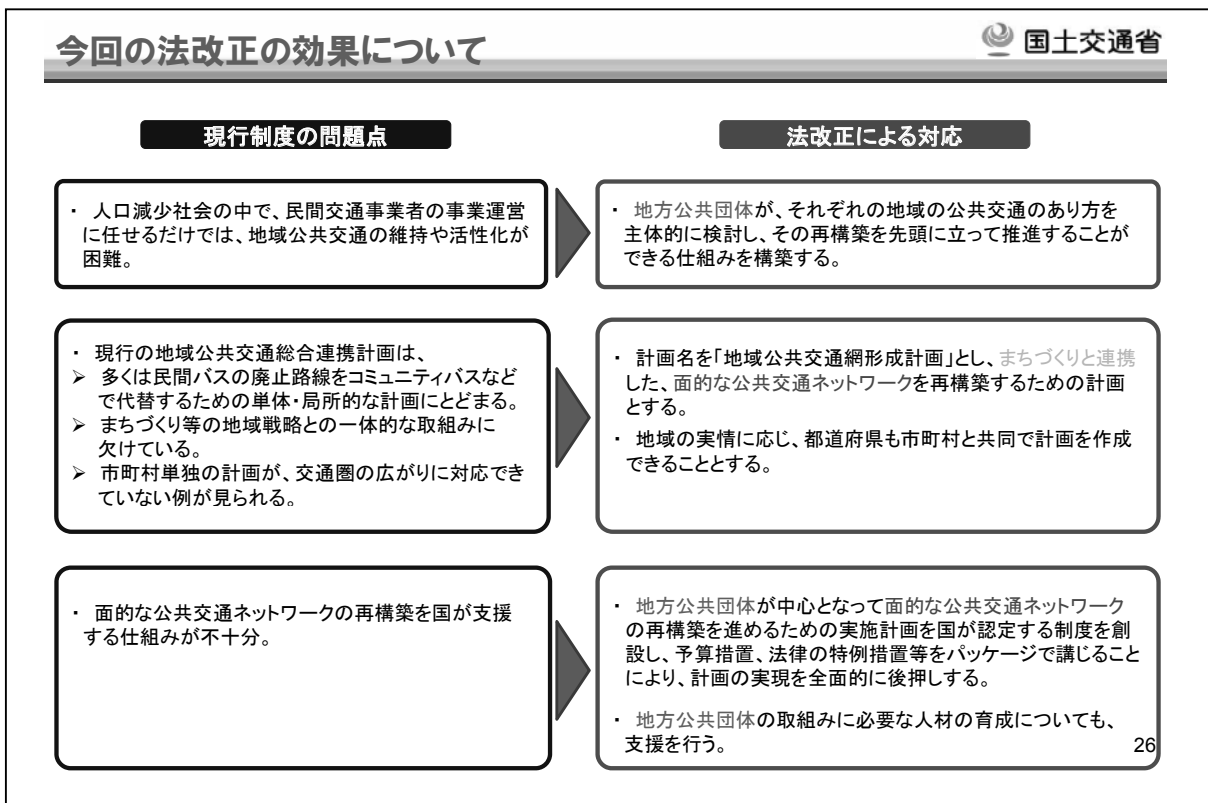 今回の法改正の効果について
国土交通省
現行制度の問題点
法改正による対応
・ 人口減少社会の中で、民間交通事業者の事業運営
に任せるだけでは、地域公共交通の維持や活性化が
困難。
・ 地方公共団体が、それぞれの地域の公共交通のあり方を
主体的に検討し、その再構築を先頭に立って推進することが
できる仕組みを構築する。
・ 現行の地域公共交通総合連携計画は、
➢ 多くは民間バスの廃止路線をコミュニティバスなど
で代替するための単体・局所的な計画にとどまる。
➢ まちづくり等の地域戦略との一体的な取組みに
欠けている。
➢ 市町村単独の計画が、交通圏の広がりに対応でき
ていない例が見られる。
・ 計画名を「地域公共交通網形成計画」とし、まちづくりと連携
した、面的な公共交通ネットワークを再構築するための計画
とする。
・ 地域の実情に応じ、都道府県も市町村と共同で計画を作成
できることとする。
・ 面的な公共交通ネットワークの再構築を国が支援
する仕組みが不十分。
・ 地方公共団体が中心となって面的な公共交通ネットワーク
の再構築を進めるための実施計画を国が認定する制度を創
設し、予算措置、法律の特例措置等をパッケージで講じること
により、計画の実現を全面的に後押しする。
・ 地方公共団体の取組みに必要な人材の育成についても、
支援を行う。
26